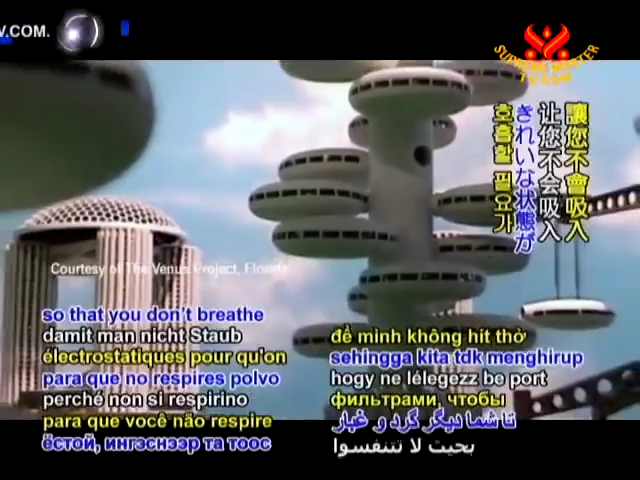 V.COM.
SUPREME MASTER
TV.COM
讓您不會吸入
让您不会吸入
きれいな状態が
호흡할 필요가
Courtesy of The Venus Project, Florida
so that you don't breathe
damit man nicht Staub
électrostatiques pour qu'on
para que no respires polvo
perché non si respirino
para que você não respire
ёстой, ингэснээр та тоос
để mình không hít thở
sehingga kita tdk menghirup
hogy ne lélegezz be port
фильтрами, чтобы
تا شما دیگر گرد و غبار
بحيث لا تتنفسوا